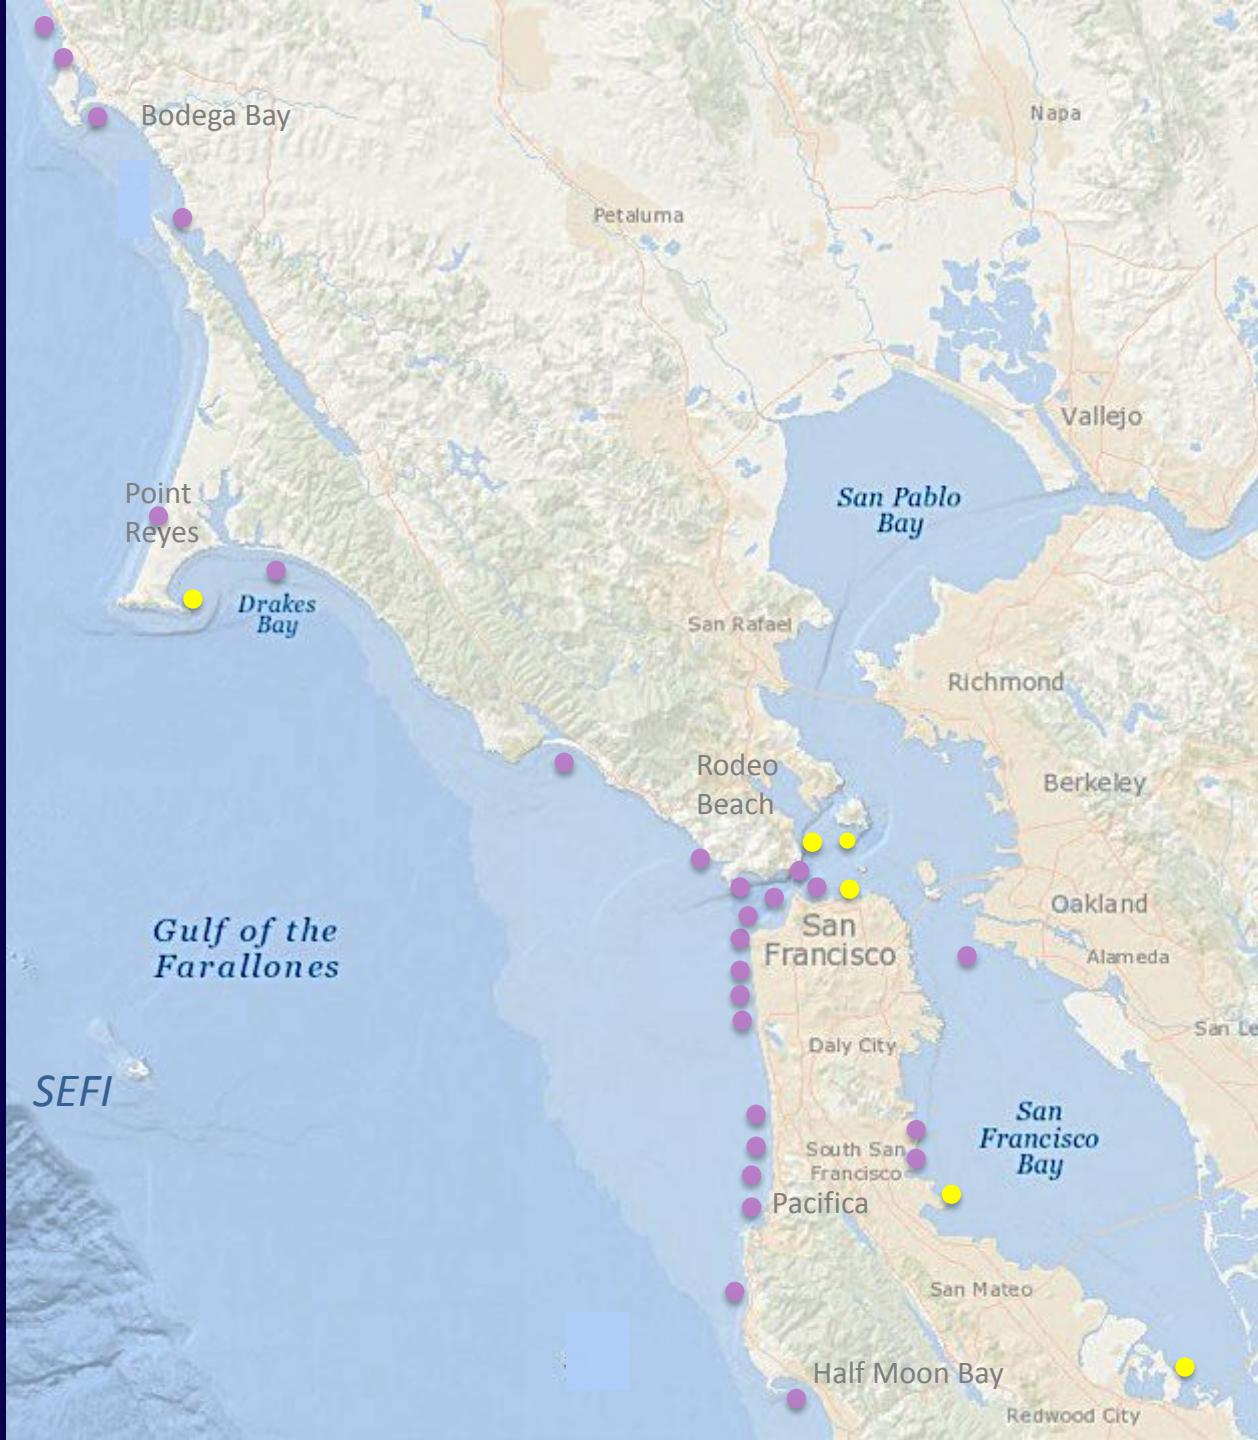 Bodega Bay
Napa
Petaluma
Vallejo
Point
Reyes
San Pablo
Bay
Drakes
Bay
San Rafael
Richmond
Rodeo
Beach
Berkeley
Oakland
San
Francisco
Gulf of the
Farallones
Alameda
San Le
Daly City
SEFI
San
Francisco
Bay
South San
Francisco
Pacifica
San Mateo
Half Moon Bay
Redwood City